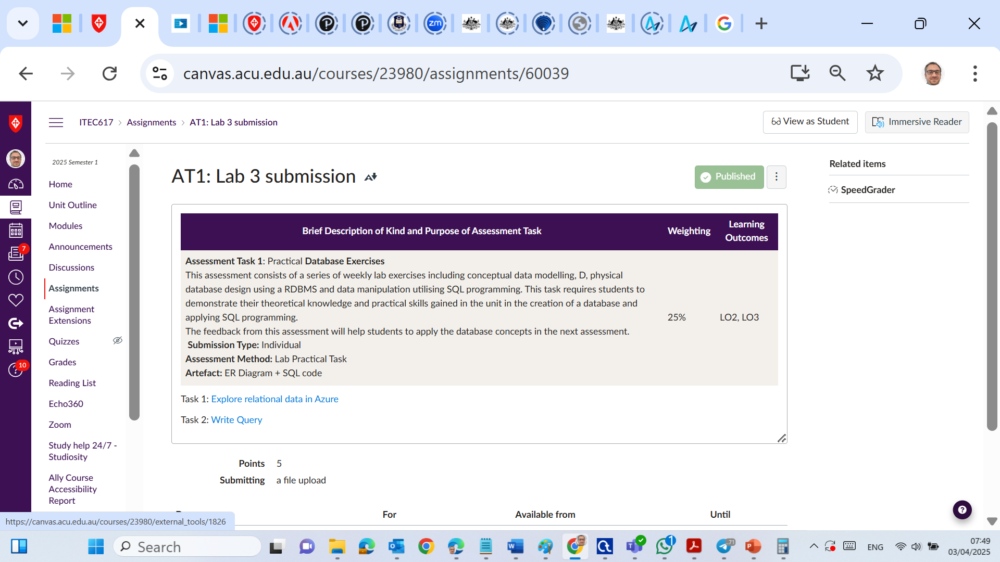 zm
canvas.acu.edu.au/courses/23980/assignments/60039
ITEC617 > Assignments > AT1: Lab 3 submission
View as Student
Immersive Reader
2025 Semester 1
Home
Unit Outline
Modules
Announcements
Discussions
Assignments
Assignment
Extensions
Quizzes
Grades
Reading List
Echo360
Zoom
Study help 24/7 -
Studiosity
Ally Course
Accessibility
Report
7
10
AT1: Lab 3 submission
Published
Related items
SpeedGrader
Brief Description of Kind and Purpose of Assessment Task
Weighting
Learning
Outcomes
Assessment Task 1: Practical Database Exercises
This assessment consists of a series of weekly lab exercises including conceptual data modelling, D, physical
database design using a RDBMS and data manipulation utilising SQL programming. This task requires students to
demonstrate their theoretical knowledge and practical skills gained in the unit in the creation of a database and
applying SQL programming.
The feedback from this assessment will help students to apply the database concepts in the next assessment.
Submission Type: Individual
Assessment Method: Lab Practical Task
Artefact: ER Diagram + SQL code
25%
LO2, LO3
Task 1: Explore relational data in Azure
Task 2: Write Query
Points 5
Submitting a file upload
For
Available from
Until
https://canvas.acu.edu.au/courses/23980/external_tools/1826
Search
1
71
ENG
07:49
03/04/2025